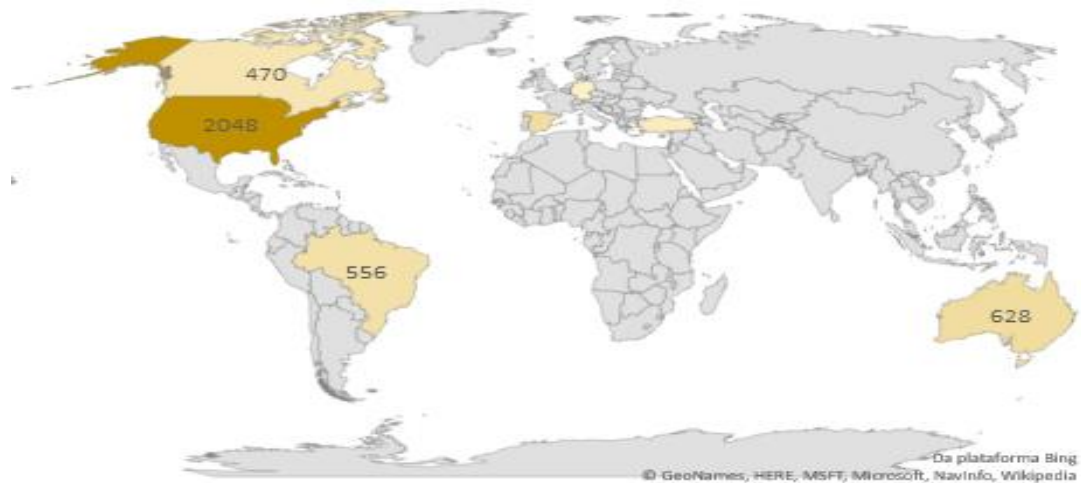 470
2048
556
628
Da plataforma Bing
© GeoNames, HERE, MSFT, Microsoft, NavInfo, Wikipedia